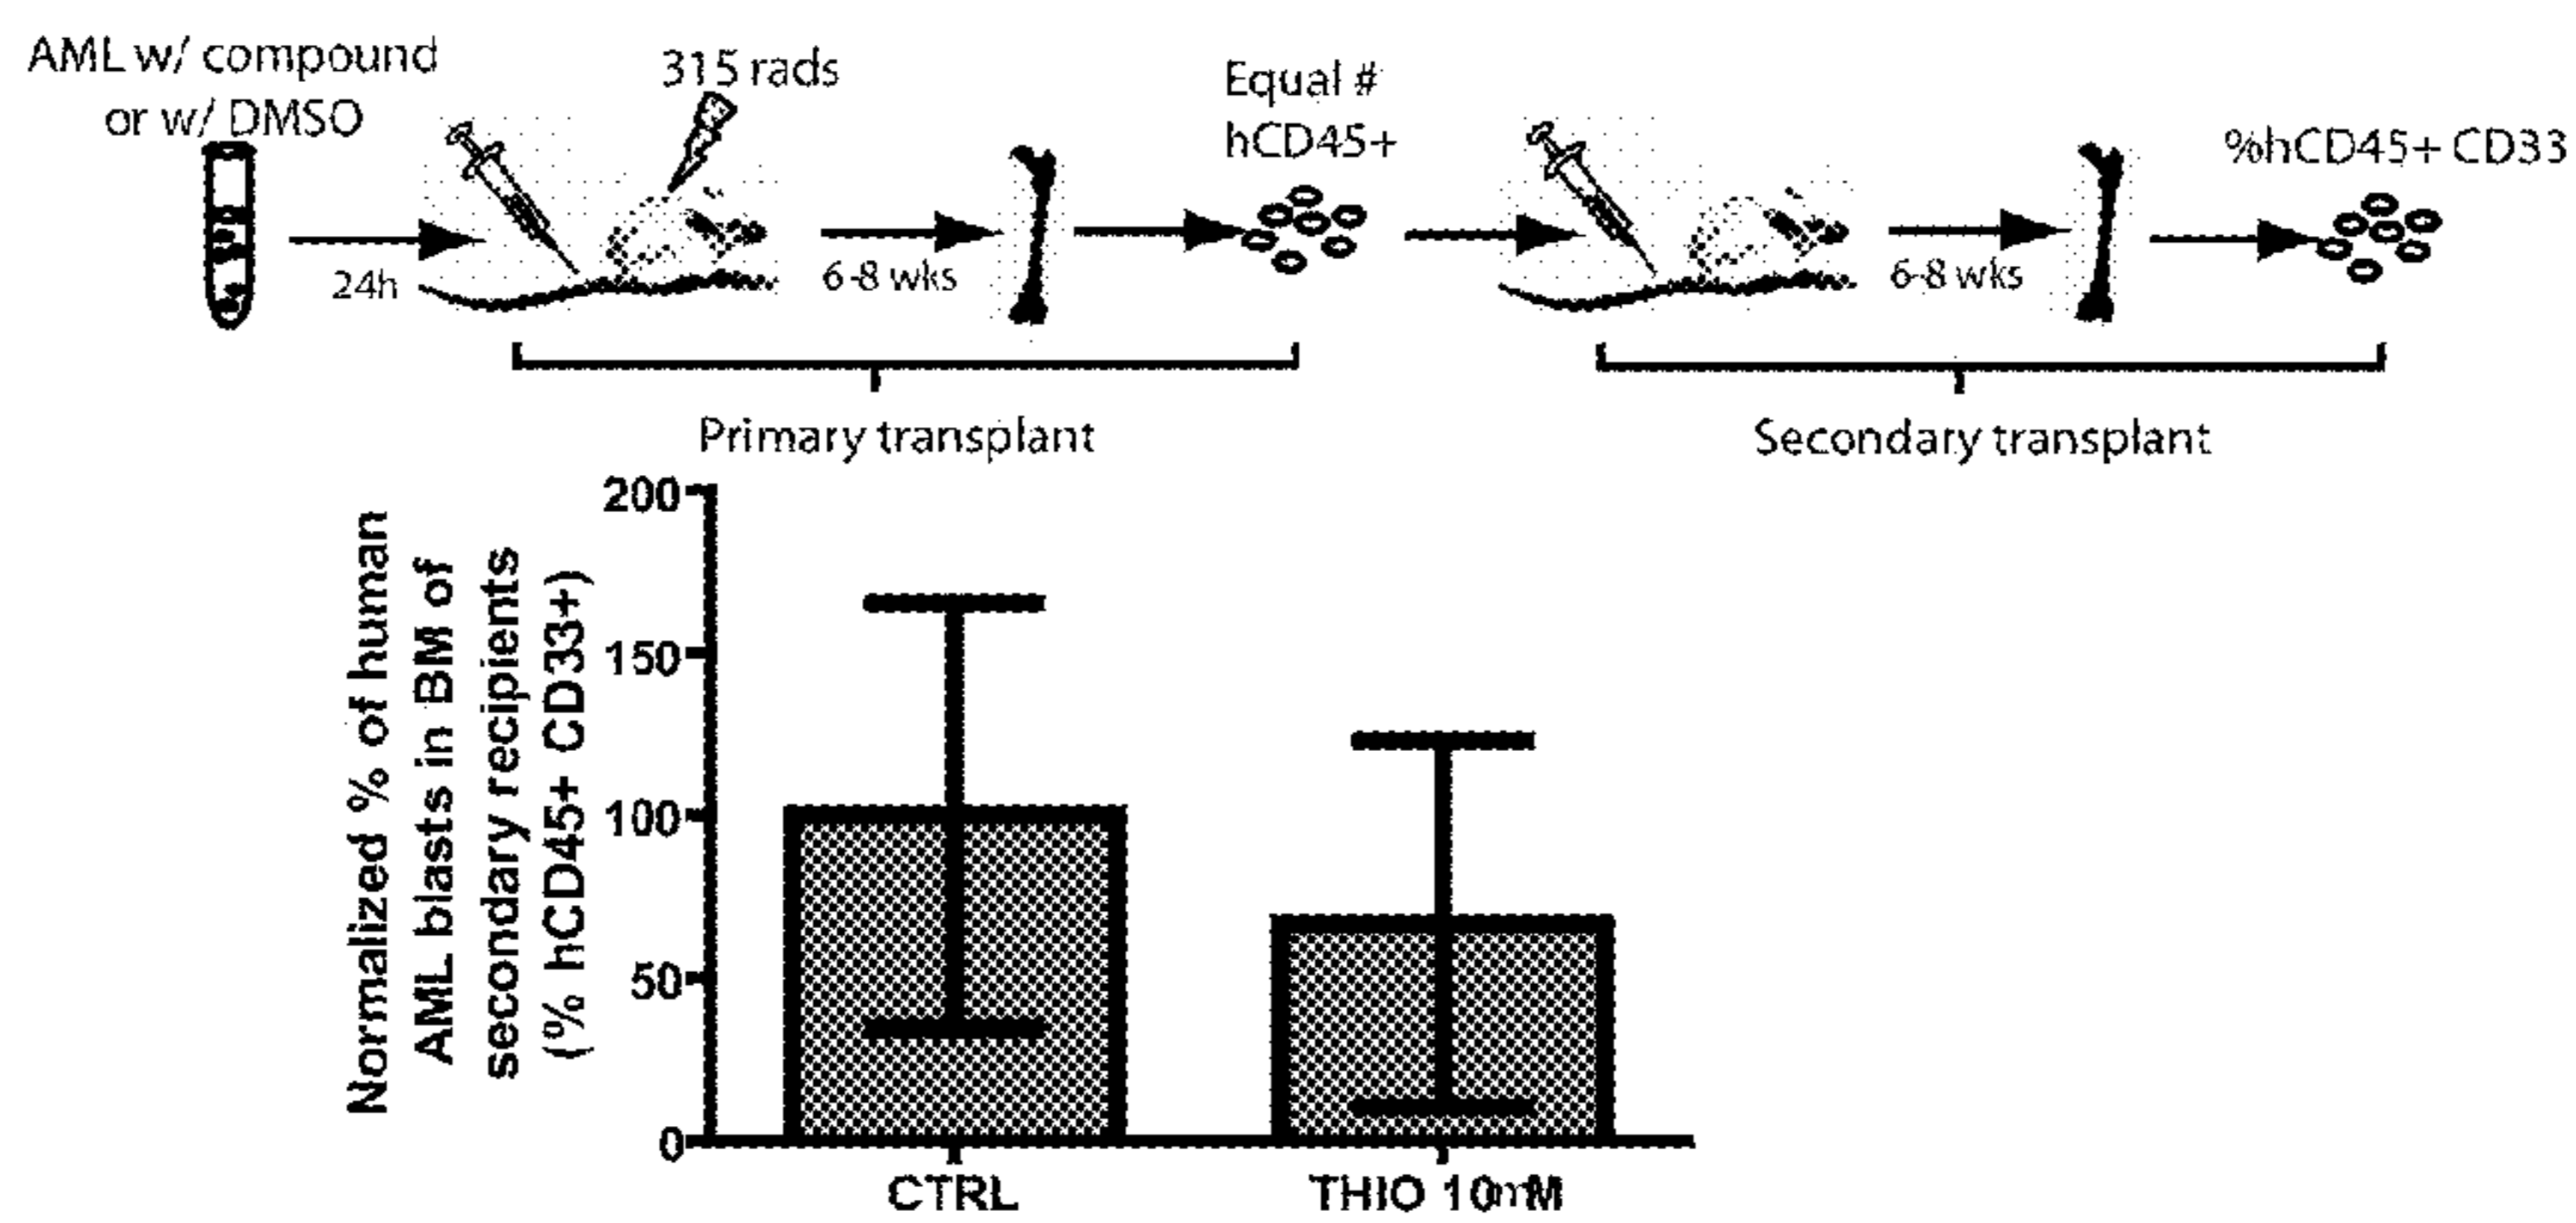 AML w/ compound
or w/ DMSO
315 rads
Equal #
hCD45+
%hCD45+ CD33
24h
6-8 wks
6-8 wks
Primary transplant
Secondary transplant
Normalized % of human
AML blasts in BM of
secondary recipients
(% hCD45+ CD33+)
200
150
100
50
0
CTRL
THIO 10mM